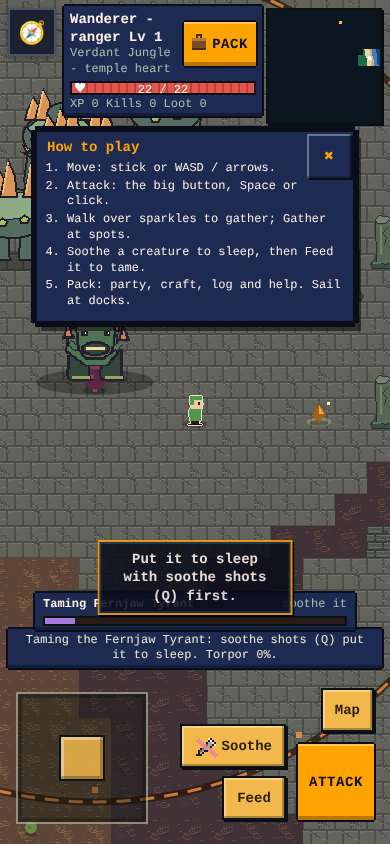 Wanderer -
ranger Lv 1
Verdant Jungle
- temple heart
PACK
22 / 22
XP 0 Kills 0 Loot 0
How to play
1. Move: stick or WASD / arrows.
2. Attack: the big button, Space or
click.
3. Walk over sparkles to gather; Gather
at spots.
4. Soothe a creature to sleep, then Feed
it to tame.
5. Pack: party, craft, log and help. Sail
at docks.
Put it to sleep
with soothe shots
(Q) first.
Taming Fernjaw Tyrant
soothe it
Taming the Fernjaw Tyrant: soothe shots (Q) put
it to sleep. Torpor 0%.
Map
Soothe
Feed
ATTACK